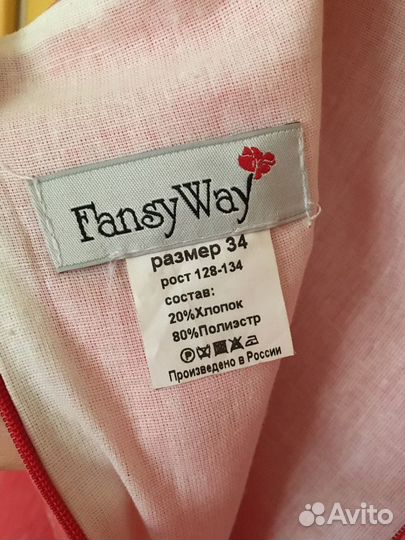 FansyWay
размер 34
рост 128-134
состав:
20%Хлопок
80%Полиэстр
Произведено в России
Avito